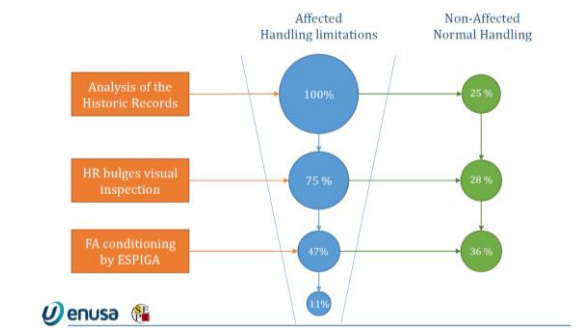 Affected
Handling limitations
Non-Affected
Normal Handling
Analysis of the
Historic Records
100%
25 %
HR bulges visual
inspection
75 %
28 %
FA conditioning
by ESPIGA
47%
36 %
11%
enusa